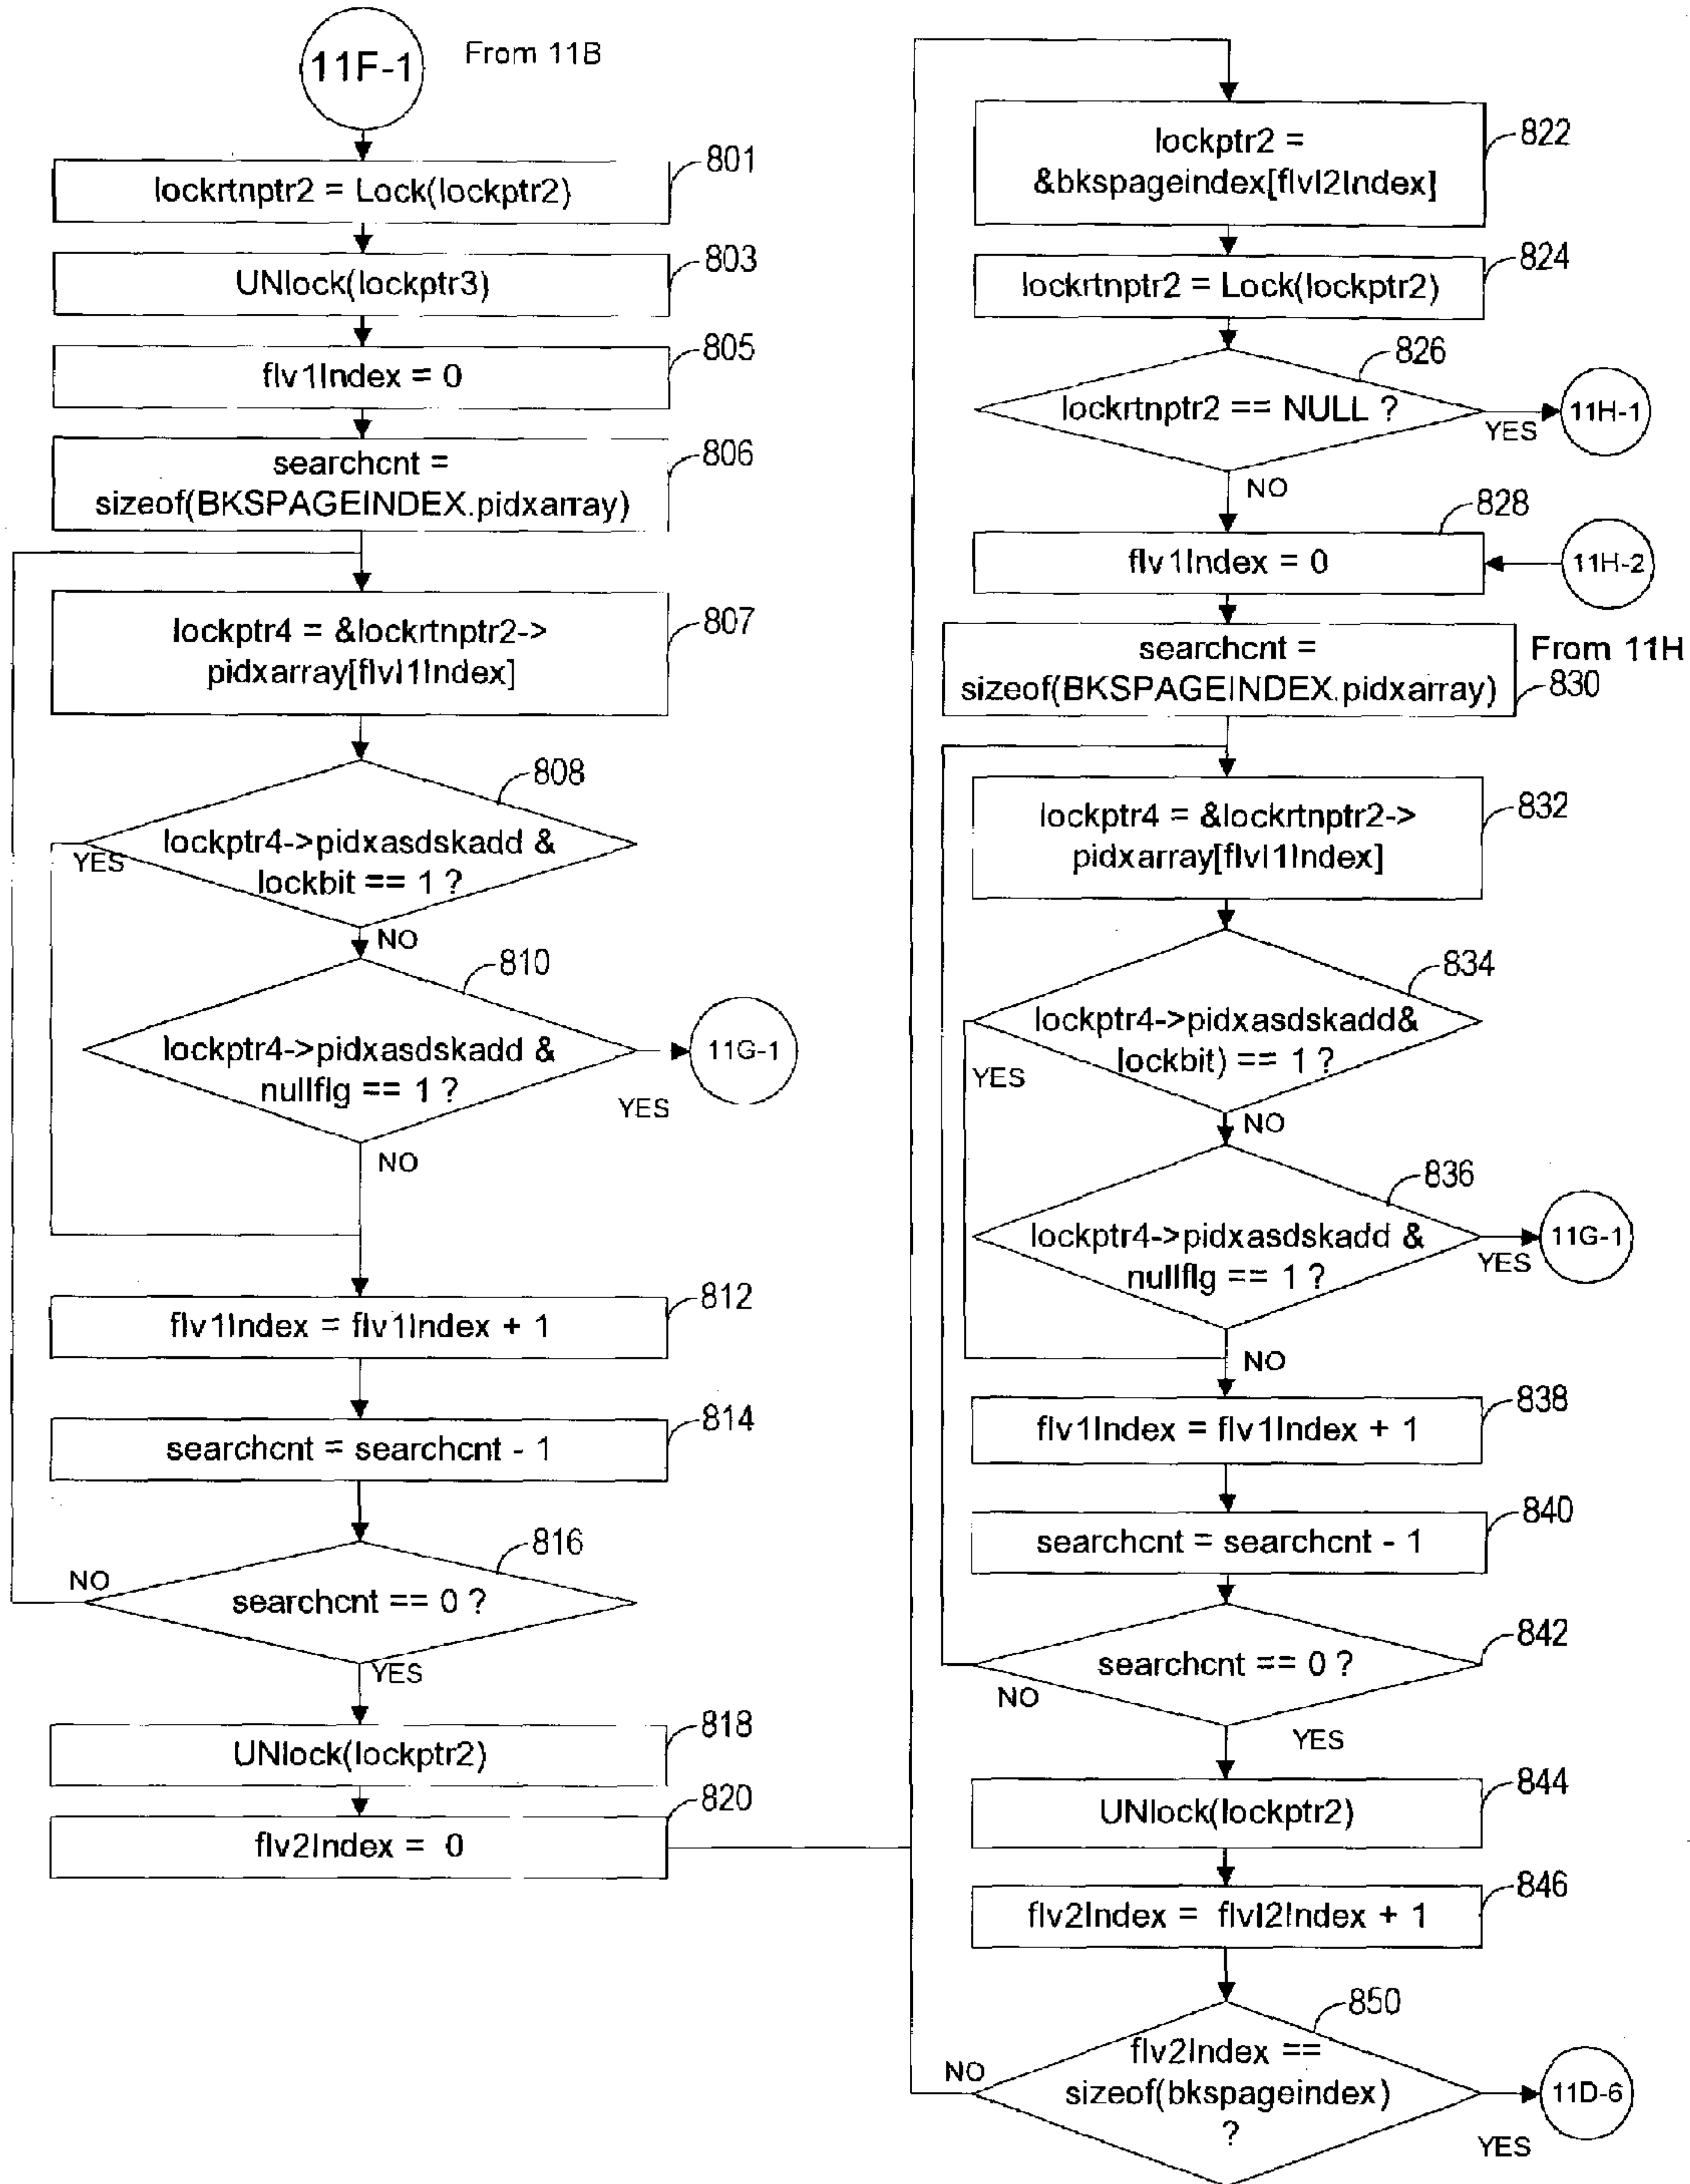 11F-1
From 11B
lockrtnptr2 = Lock(lockptr2)
801
UNlock(lockptr3)
803
flv1Index = 0
805
searchcnt =
sizeof(BKSPAGEINDEX.pidxarray)
806
lockptr4 = &lockrtnptr2->
pidxarray[flvl1Index]
807
808
lockptr4->pidxasdskadd &
lockbit == 1 ?
YES
NO
810
lockptr4->pidxasdskadd &
nullflg == 1 ?
11G-1
YES
NO
flv1Index = flv1Index + 1
812
searchcnt = searchcnt - 1
814
816
searchcnt == 0 ?
NO
YES
UNlock(lockptr2)
818
flv2Index = 0
820
lockptr2 =
&bkspageindex[flvl2Index]
822
lockrtnptr2 = Lock(lockptr2)
824
826
lockrtnptr2 == NULL ?
YES
11H-1
NO
828
flv1Index = 0
11H-2
searchcnt =
sizeof(BKSPAGEINDEX.pidxarray)
From 11H
830
lockptr4 = &lockrtnptr2->
pidxarray[flvl1Index]
832
834
lockptr4->pidxasdskadd&
lockbit) == 1 ?
YES
NO
836
lockptr4->pidxasdskadd &
nullflg == 1 ?
YES
11G-1
NO
flv1Index = flv1Index + 1
838
searchcnt = searchcnt - 1
840
searchcnt == 0 ?
842
NO
YES
UNlock(lockptr2)
844
flv2Index = flvl2Index + 1
846
850
flv2Index ==
sizeof(bkspageindex)
?
NO
YES
11D-6